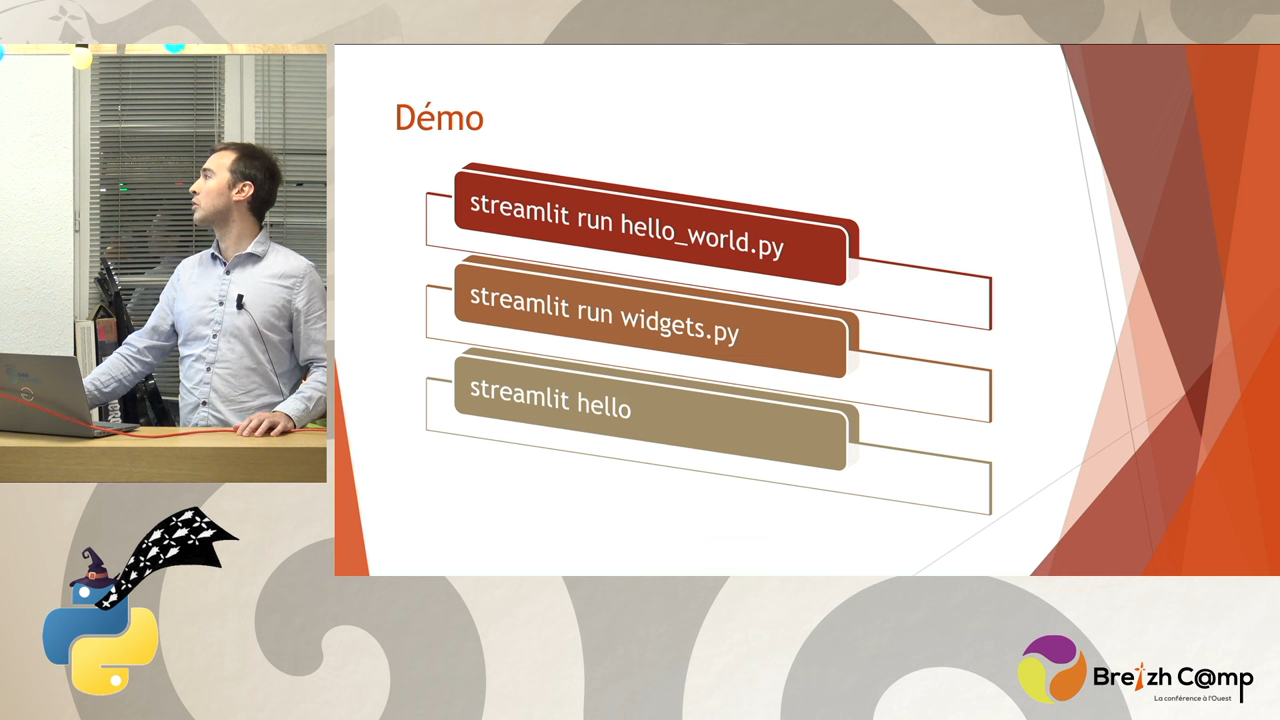 Démo
streamlit run hello_world.py
streamlit run widgets.py
streamlit hello
Breizh C@mp
La conférence à l'Ouest